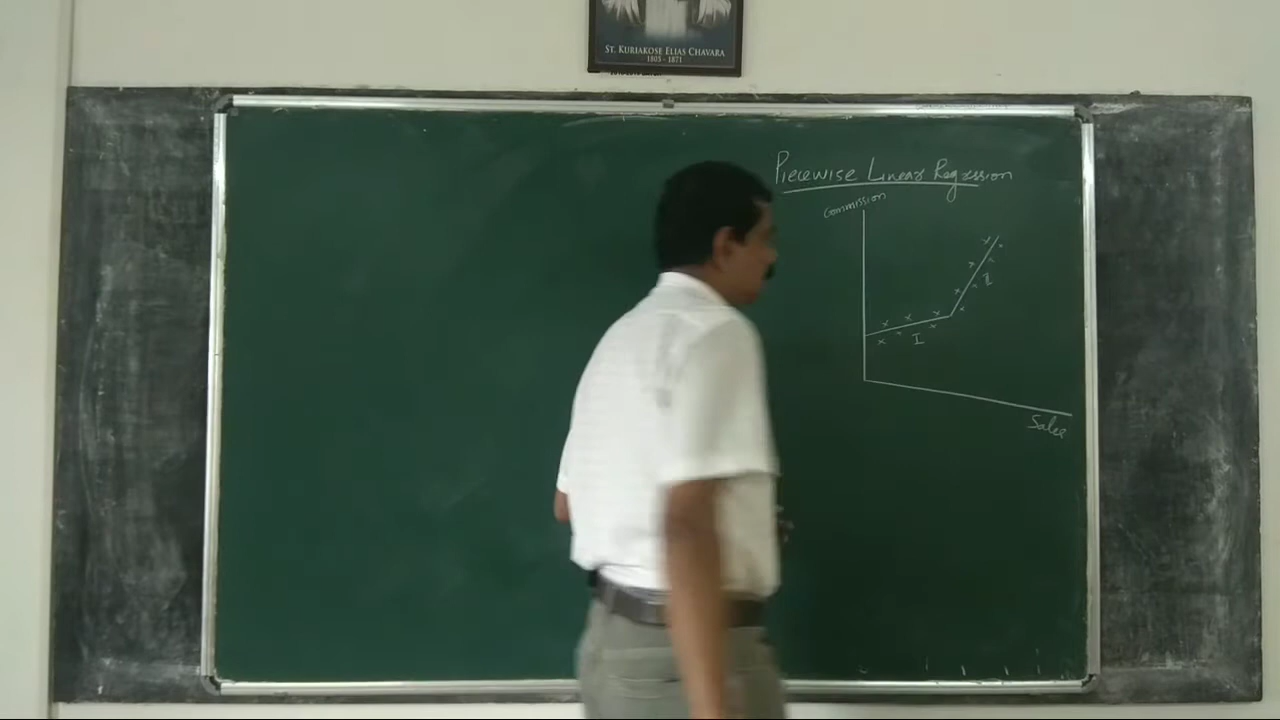 ST. KURIAKOSE ELIAS CHAVARA
1805 - 1871
Piecewise Linear Regression
Commission
II
I
Sales